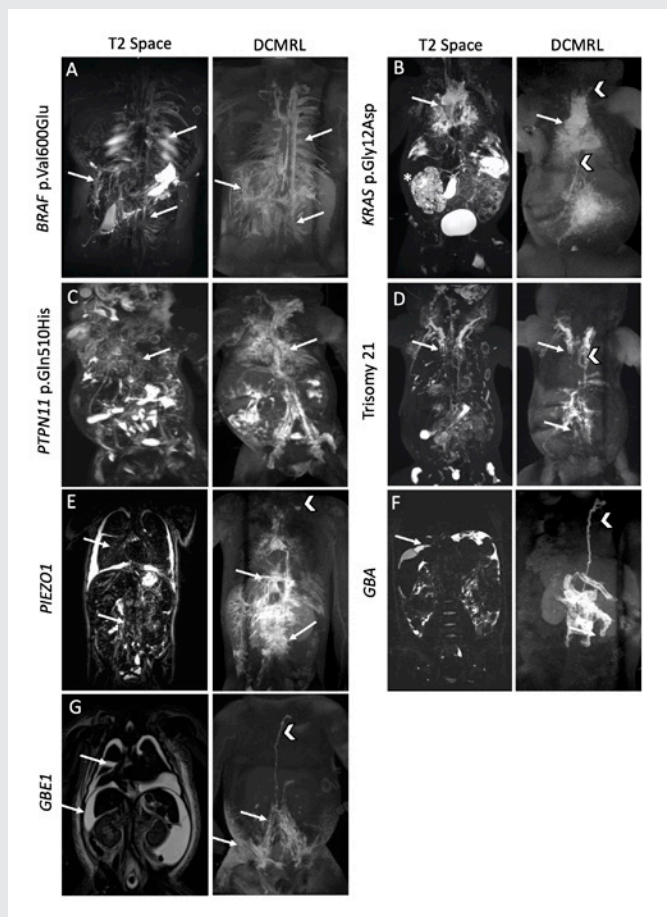 T2 Space DCMRL
T2 Space DCMRL
A
BRAF p.Val600Glu
B
*
KRAS p.Gly12Asp
C
PTPN11 p.Gln510His
D
Trisomy 21
E
PIEZO1
F
GBA
G
GBE1